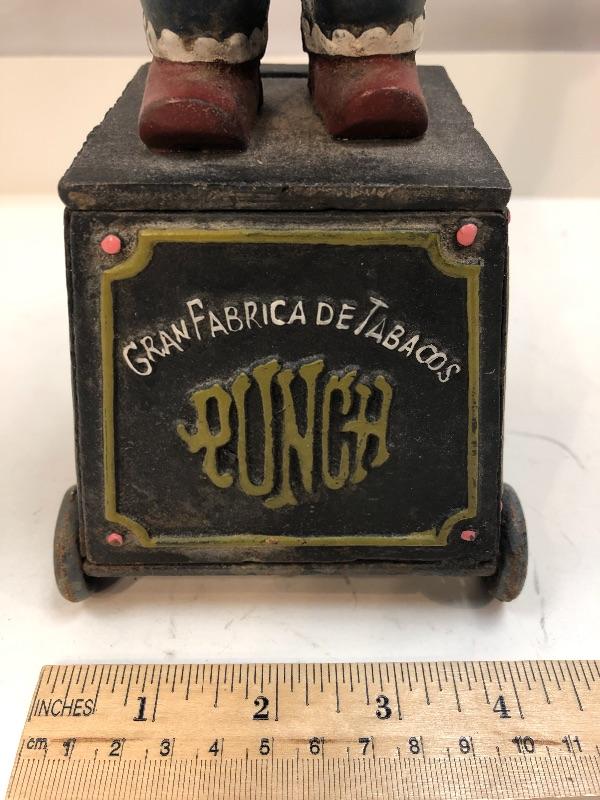 GRAN FABRICA DE TABACOS
PUNCH
INCHES 1 2 3 4
cm 1 2 3 4 5 6 7 8 9 10 11